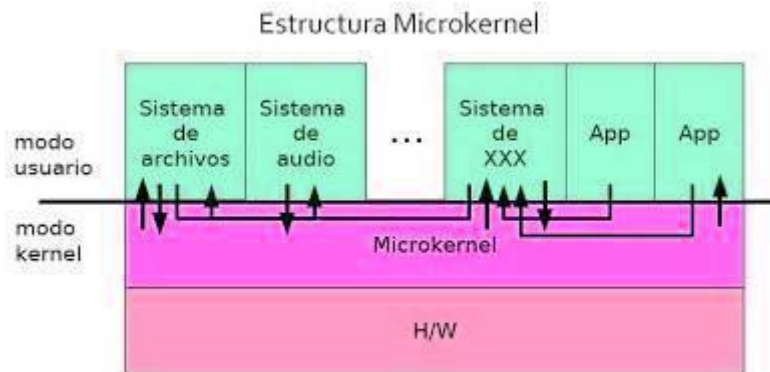 Estructura Microkernel
Sistema
de
archivos
Sistema
de
audio
...
Sistema
de
XXX
App
App
modo
usuario
modo
kernel
Microkernel
H/W